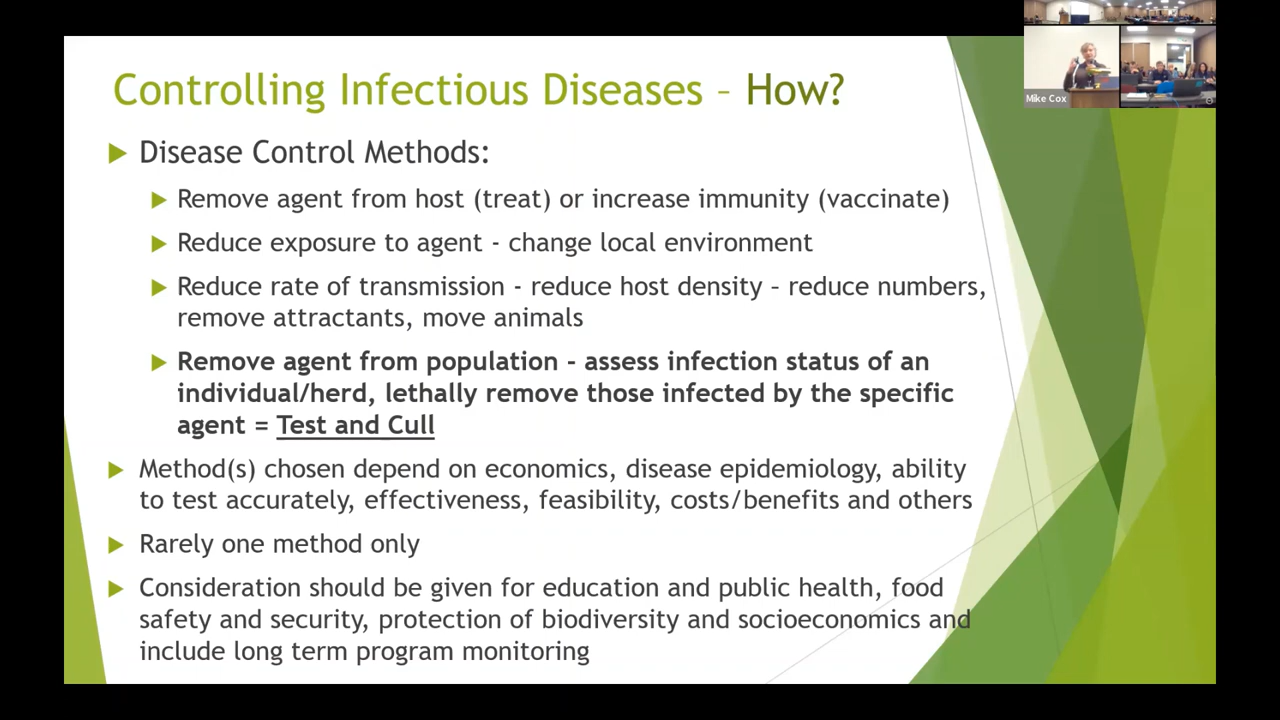 Controlling Infectious Diseases – How?
Disease Control Methods:
Remove agent from host (treat) or increase immunity (vaccinate)
Reduce exposure to agent - change local environment
Reduce rate of transmission - reduce host density – reduce numbers,
remove attractants, move animals
Remove agent from population – assess infection status of an
individual/herd, lethally remove those infected by the specific
agent = Test and Cull
Method(s) chosen depend on economics, disease epidemiology, ability
to test accurately, effectiveness, feasibility, costs/benefits and others
Rarely one method only
Consideration should be given for education and public health, food
safety and security, protection of biodiversity and socioeconomics and
include long term program monitoring
Mike Cox